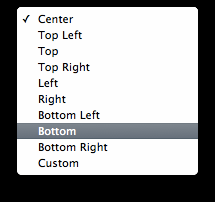 ✓ Center
Top Left
Top
Top Right
Left
Right
Bottom Left
Bottom
Bottom Right
Custom